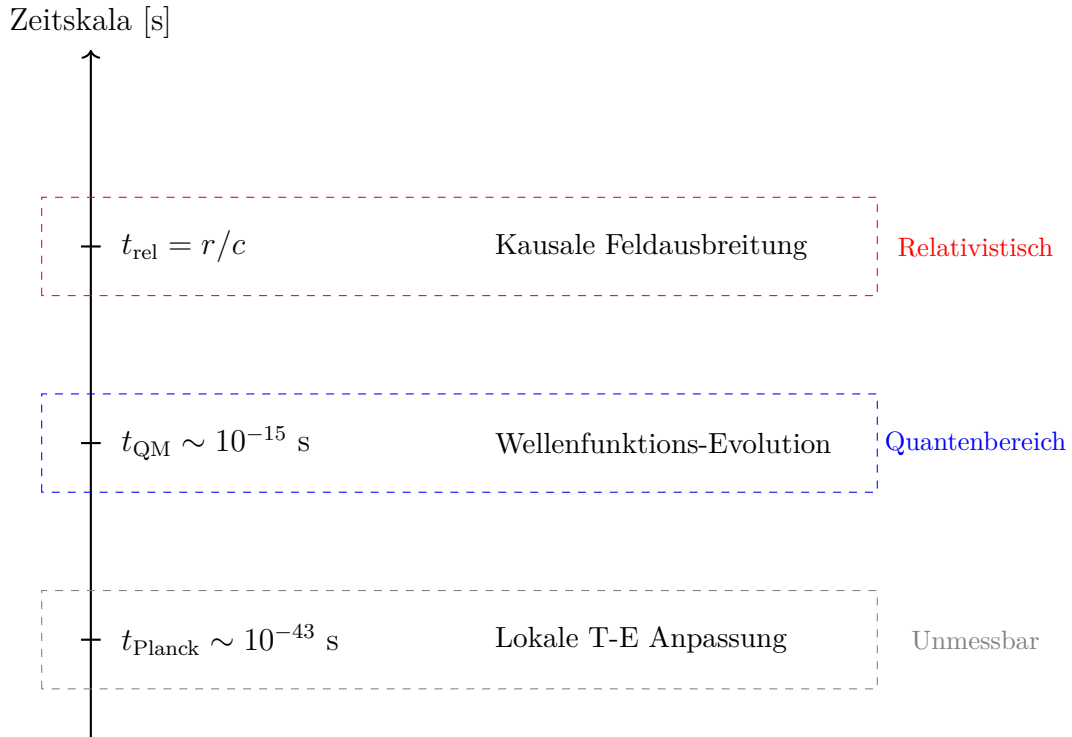 Zeitskala [s]
t_rel = r/c Kausale Feldausbreitung Relativistisch
t_QM ∼ 10^−15 s Wellenfunktions-Evolution Quantenbereich
t_Planck ∼ 10^−43 s Lokale T-E Anpassung Unmessbar